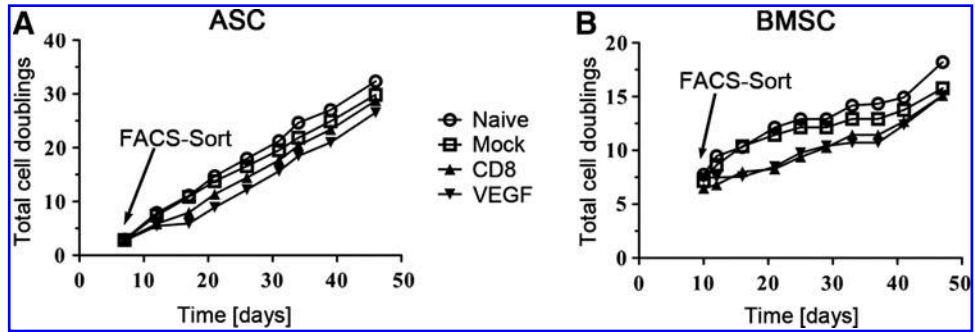 A
ASC
Total cell doublings
40
30
20
10
0
FACS-Sort
0 10 20 30 40 50
Time [days]
Naive
Mock
CD8
VEGF
B
BMSC
Total cell doublings
20
15
10
5
0
FACS-Sort
0 10 20 30 40 50
Time [days]